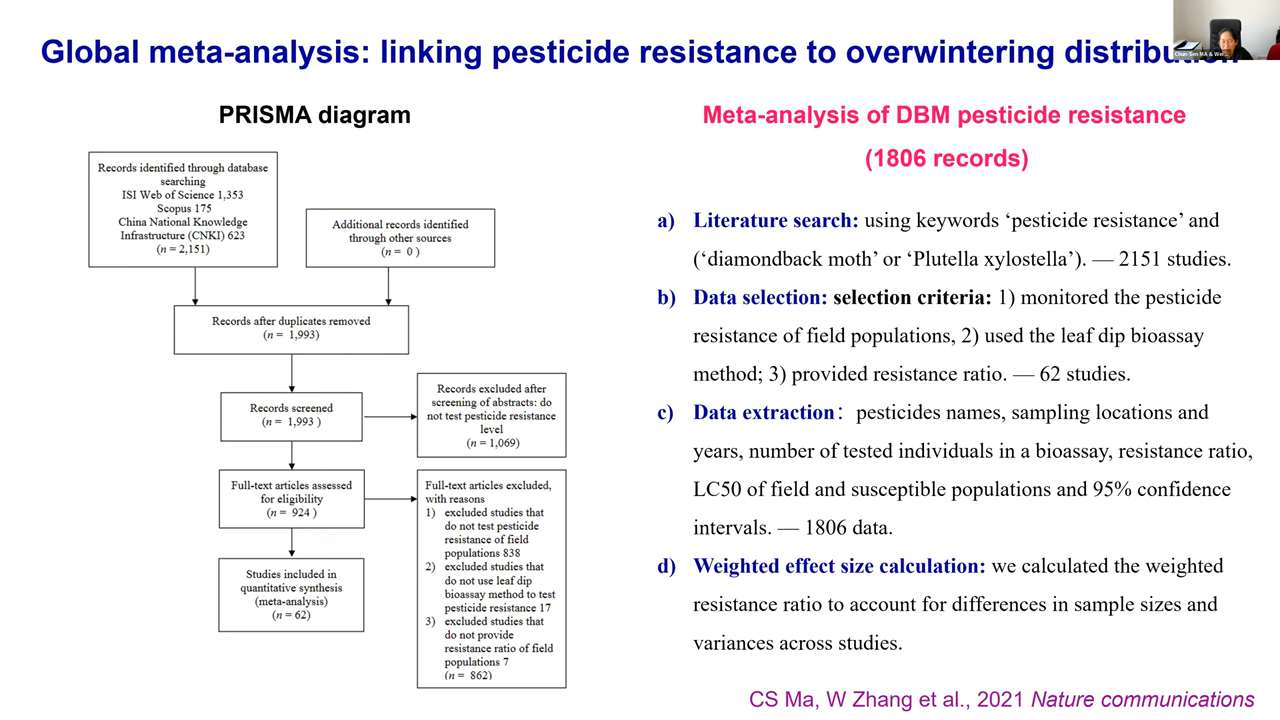 Global meta-analysis: linking pesticide resistance to overwintering distribution
Chun-Sen MA & Wei
PRISMA diagram
Records identified through database
searching
ISI Web of Science 1,353
Scopus 175
China National Knowledge
Infrastructure (CNKI) 623
(n = 2,151)
Additional records identified
through other sources
(n = 0 )
Records after duplicates removed
(n = 1,993)
Records screened
(n = 1,993 )
Records excluded after
screening of abstracts: do
not test pesticide resistance
level
(n = 1,069)
Full-text articles assessed
for eligibility
(n = 924 )
Full-text articles excluded,
with reasons
1) excluded studies that
do not test pesticide
resistance of field
populations 838
2) excluded studies that
do not use leaf dip
bioassay method to test
pesticide resistance 17
3) excluded studies that
do not provide
resistance ratio of field
populations 7
(n = 862)
Studies included in
quantitative synthesis
(meta-analysis)
(n = 62)
Meta-analysis of DBM pesticide resistance
(1806 records)
a) Literature search: using keywords ‘pesticide resistance’ and
(‘diamondback moth’ or ‘Plutella xylostella’). — 2151 studies.
b) Data selection: selection criteria: 1) monitored the pesticide
resistance of field populations, 2) used the leaf dip bioassay
method; 3) provided resistance ratio. — 62 studies.
c) Data extraction： pesticides names, sampling locations and
years, number of tested individuals in a bioassay, resistance ratio,
LC50 of field and susceptible populations and 95% confidence
intervals. — 1806 data.
d) Weighted effect size calculation: we calculated the weighted
resistance ratio to account for differences in sample sizes and
variances across studies.
CS Ma, W Zhang et al., 2021 Nature communications